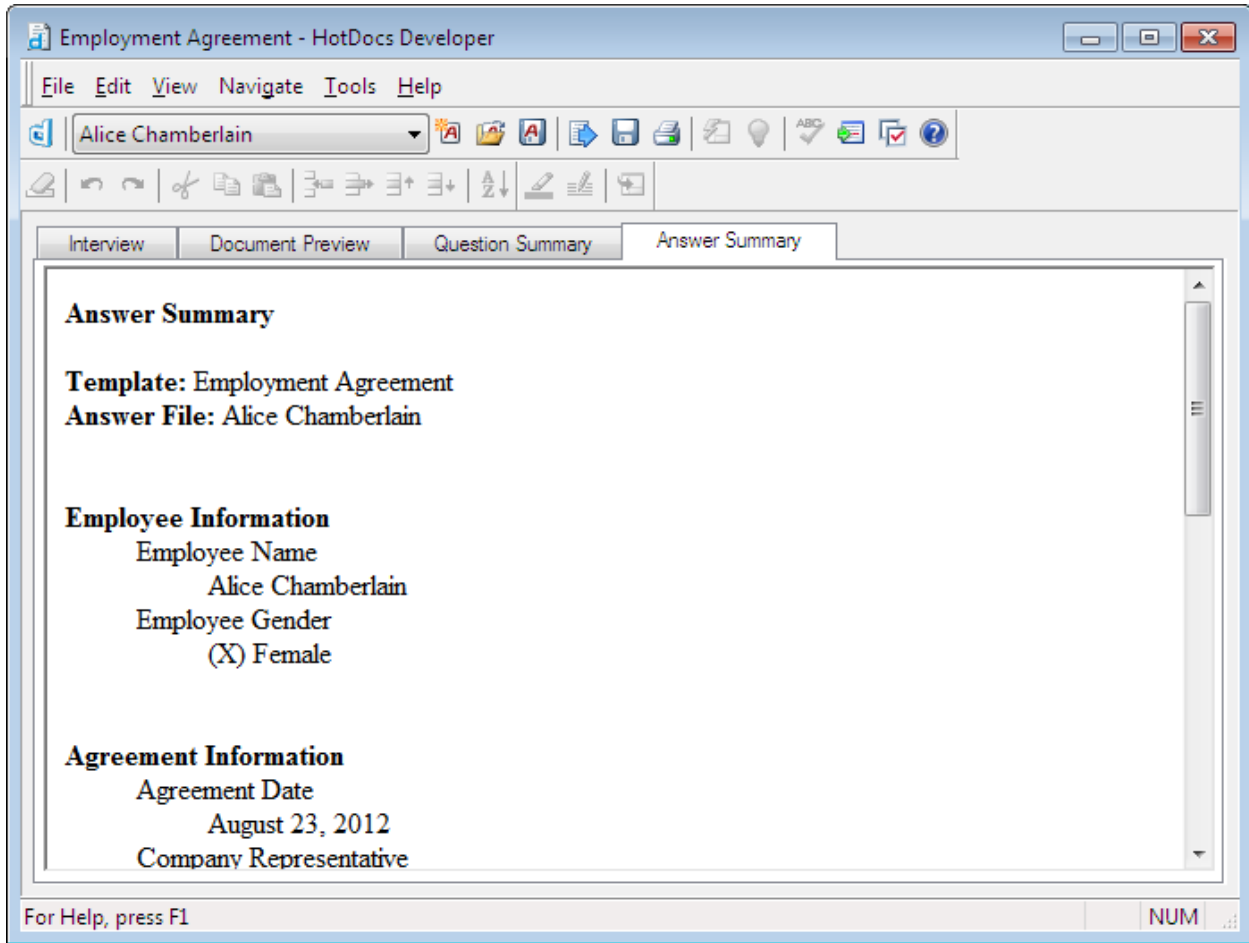 Employment Agreement - HotDocs Developer
File Edit View Navigate Tools Help
Alice Chamberlain
Interview Document Preview Question Summary Answer Summary
Answer Summary
Template: Employment Agreement
Answer File: Alice Chamberlain
Employee Information
Employee Name
Alice Chamberlain
Employee Gender
(X) Female
Agreement Information
Agreement Date
August 23, 2012
Company Representative
For Help, press F1 NUM